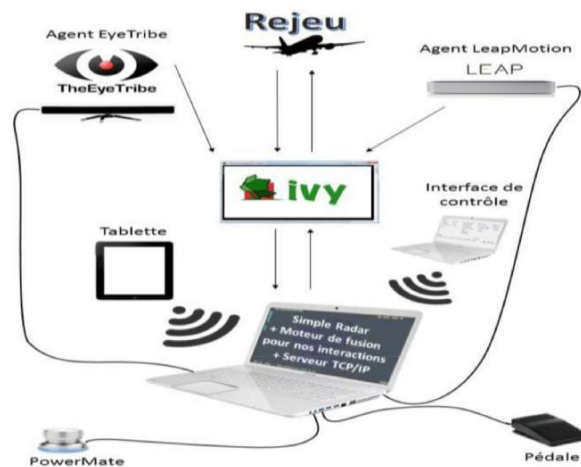 Rejeu
Agent EyeTribe
TheEyeTribe
Agent LeapMotion
LEAP
ivy
Interface de
contrôle
Tablette
Simple Radar
+ Moteur de fusion
pour nos interactions
+ Serveur TCP/IP
PowerMate
Pédale